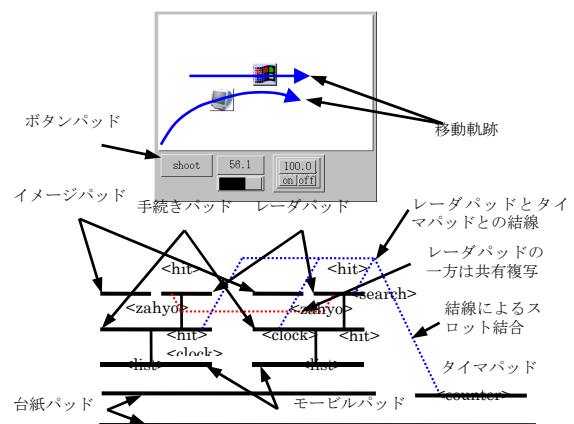 ボタンパッド
移動軌跡
shoot
56.1
100.0
on
off
イメージパッド
手続きパッド
レーダパッド
レーダパッドとタイ
マパッドとの結線
<hit>
<hit>
レーダパッドの
一方は共有複写
<search>
<zahyo>
<zahyo>
結線によるス
ロット結合
<hit>
<clock>
<hit>
<clock>
<list>
<list>
タイマパッド
<counter>
台紙パッド
モービルパッド